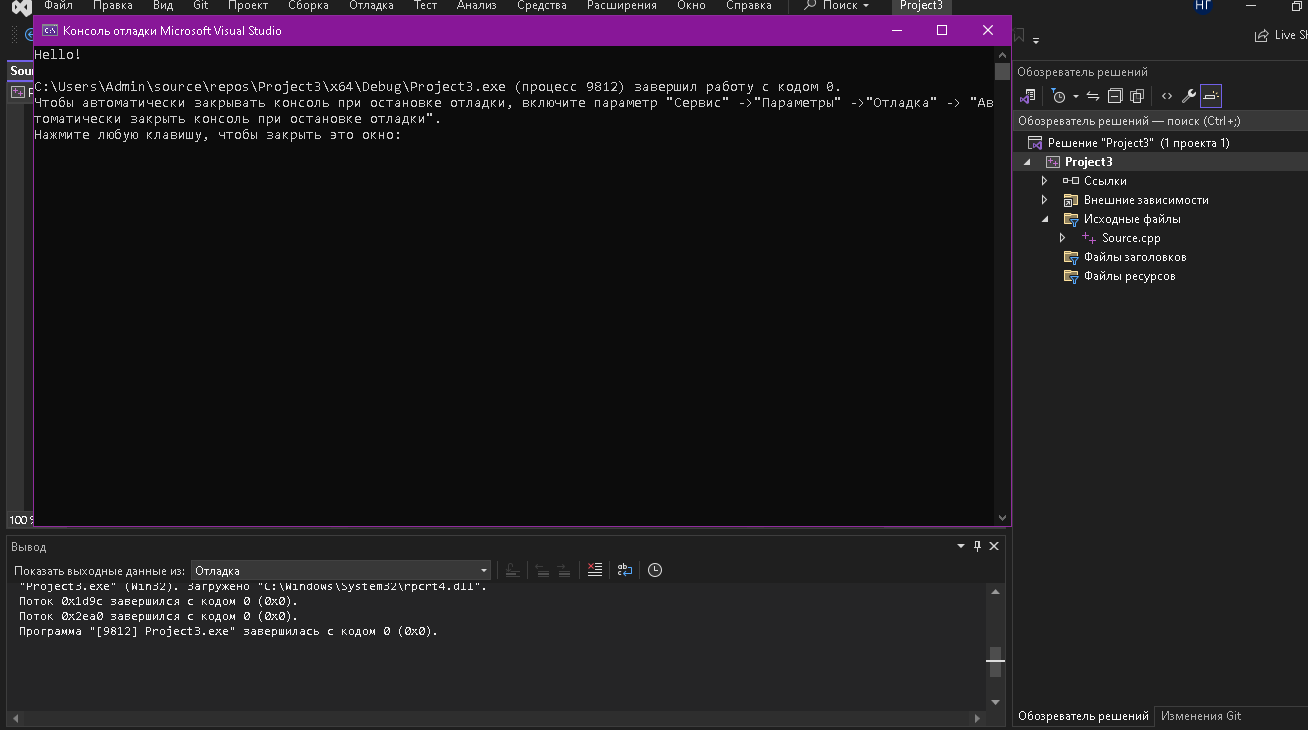 Файл Правка Вид Git Проект Сборка Отладка Тест Анализ Средства Расширения Окно Справка Поиск Project3 НГ
Live
Консоль отладки Microsoft Visual Studio
Hello!
C:\Users\Admin\source\repos\Project3\x64\Debug\Project3.exe (процесс 9812) завершил работу с кодом 0.
Чтобы автоматически закрывать консоль при остановке отладки, включите параметр "Сервис" ->"Параметры" ->"Отладка" -> "Ав
томатически закрыть консоль при остановке отладки".
Нажмите любую клавишу, чтобы закрыть это окно:
100 %
Обозреватель решений
Обозреватель решений — поиск (Ctrl+;)
Решение "Project3" (1 проекта 1)
Project3
Ссылки
Внешние зависимости
Исходные файлы
Source.cpp
Файлы заголовков
Файлы ресурсов
Вывод
Показать выходные данные из: Отладка
"Project3.exe" (Win32). Загружено "C:\Windows\System32\rpcrt4.dll".
Поток 0x1d9c завершился с кодом 0 (0x0).
Поток 0x2ea0 завершился с кодом 0 (0x0).
Программа "[9812] Project3.exe" завершилась с кодом 0 (0x0).
Обозреватель решений Изменения Git